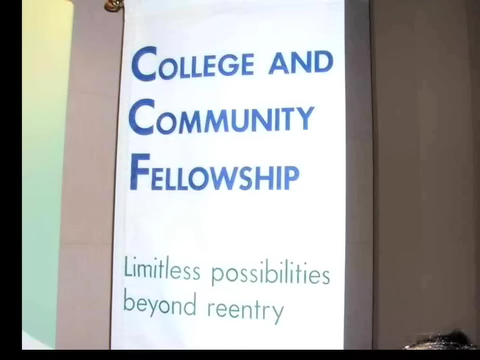 COLLEGE AND
COMMUNITY
FELLOWSHIP
Limitless possibilities
beyond reentry